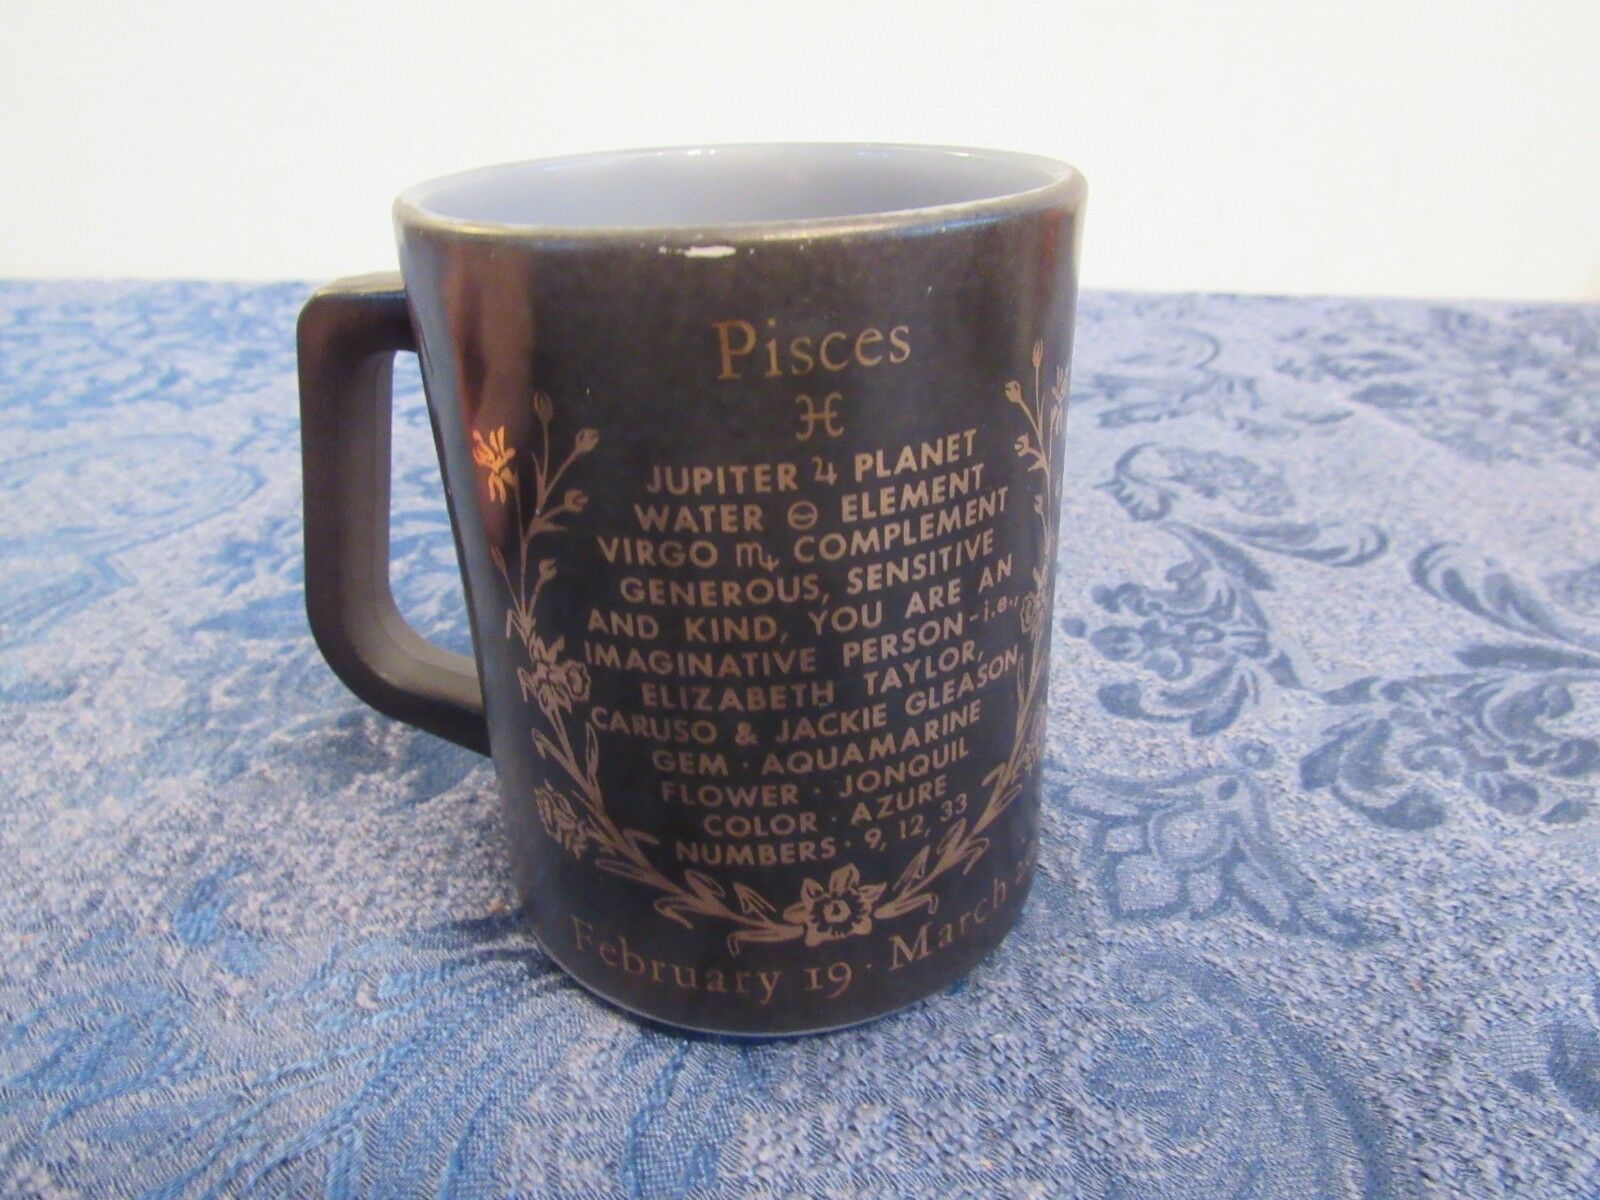 Pisces
♓
JUPITER ♃ PLANET
WATER ⊖ ELEMENT
VIRGO ♍ COMPLEMENT
GENEROUS, SENSITIVE
AND KIND, YOU ARE AN
IMAGINATIVE PERSON-i.e.,
ELIZABETH TAYLOR,
CARUSO & JACKIE GLEASON
GEM · AQUAMARINE
FLOWER · JONQUIL
COLOR · AZURE
NUMBERS · 9, 12, 33
February 19 · March